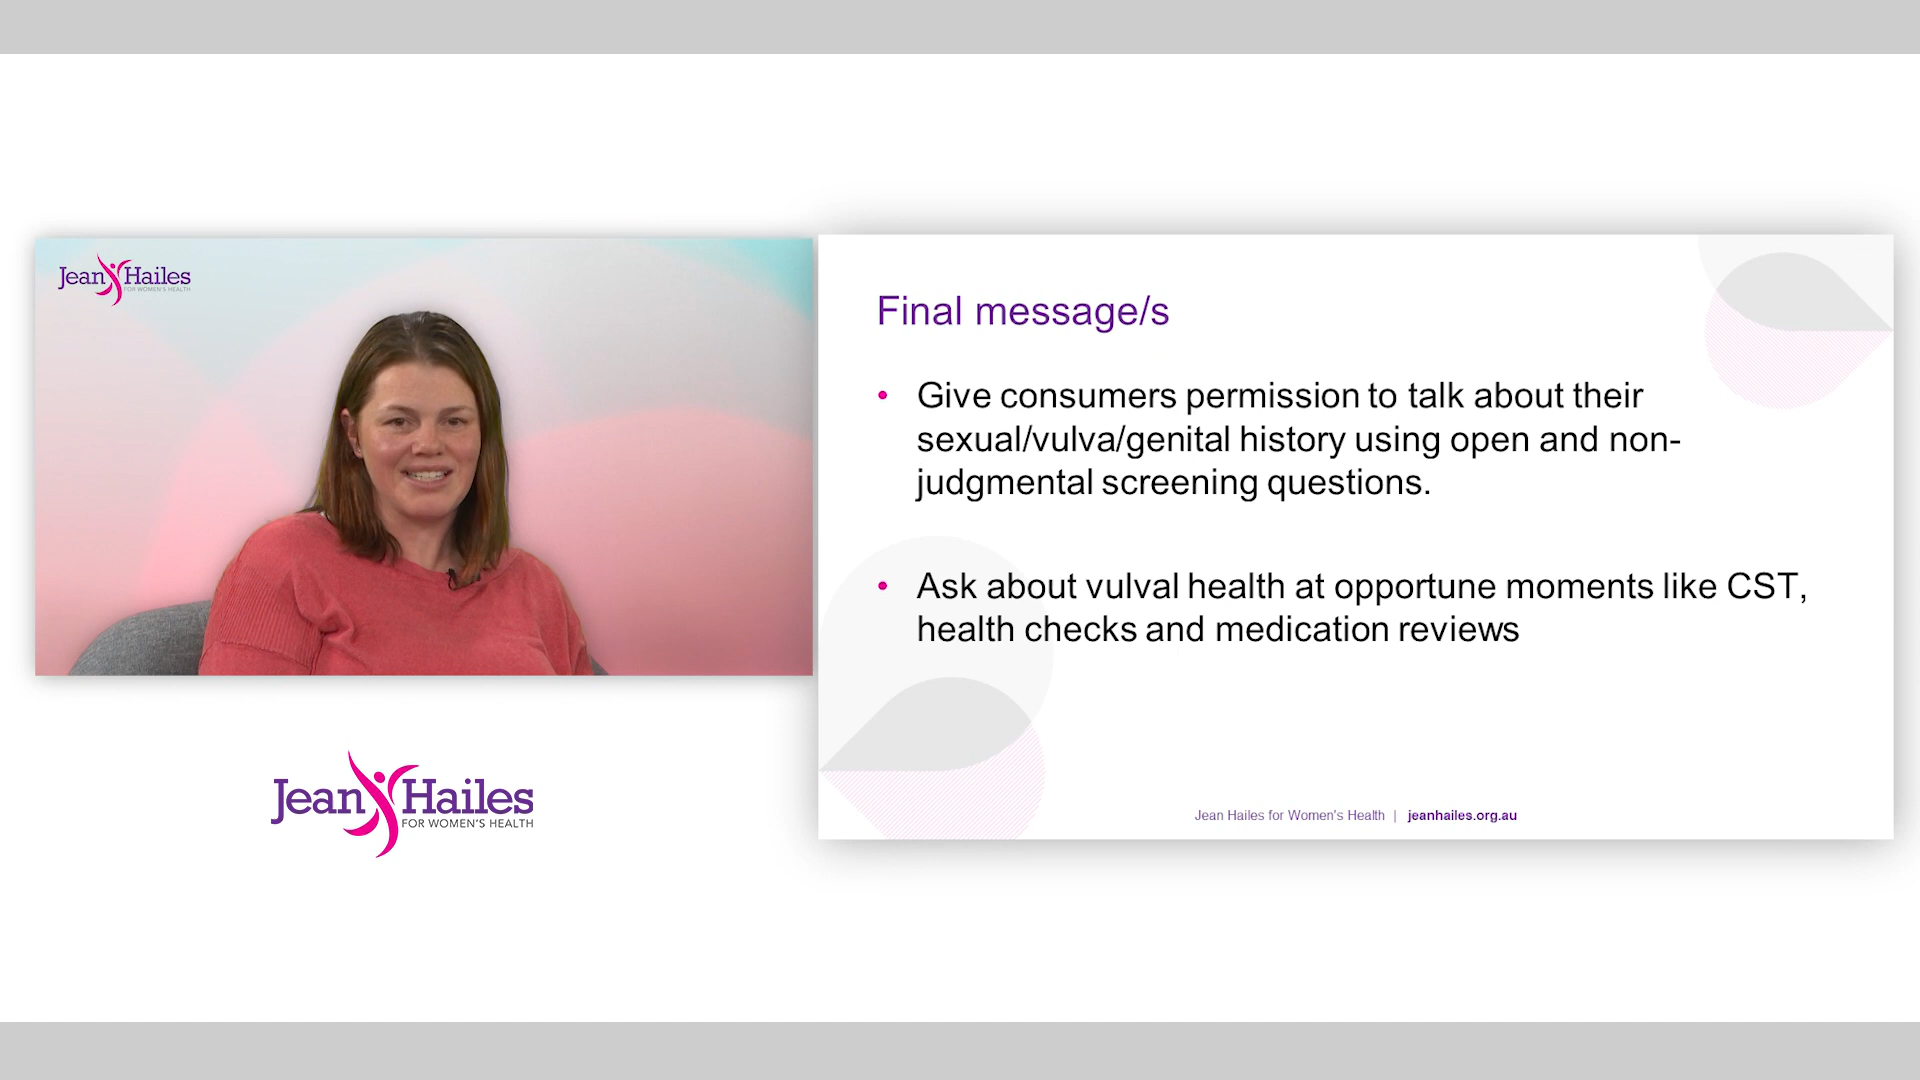 Jean Hailes
FOR WOMEN'S HEALTH
Final message/s
• Give consumers permission to talk about their
sexual/vulva/genital history using open and non-
judgmental screening questions.
• Ask about vulval health at opportune moments like CST,
health checks and medication reviews
Jean Hailes for Women's Health | jeanhailes.org.au
Jean Hailes
FOR WOMEN'S HEALTH